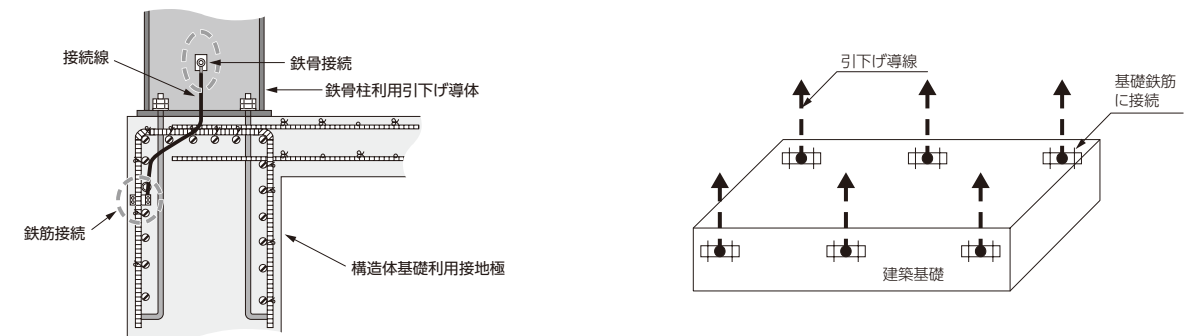 接続線
鉄骨接続
鉄骨柱利用引下げ導体
鉄筋接続
構造体基礎利用接地極
引下げ導線
基礎鉄筋
に接続
建築基礎